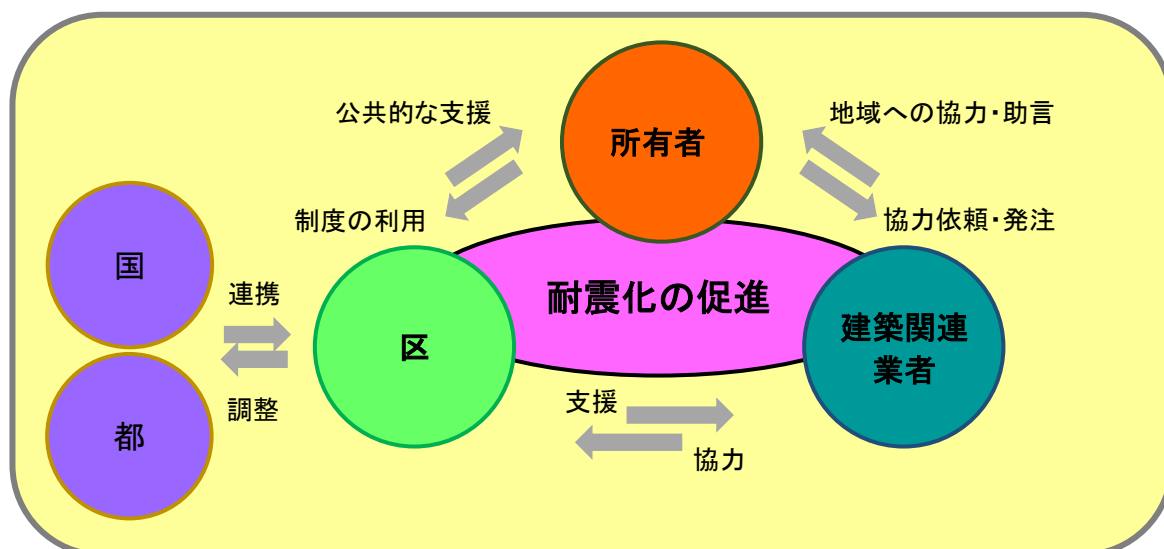 公共的な支援
所有者
地域への協力・助言
制度の利用
協力依頼・発注
国
連携
耐震化の促進
区
建築関連
業者
調整
都
支援
協力